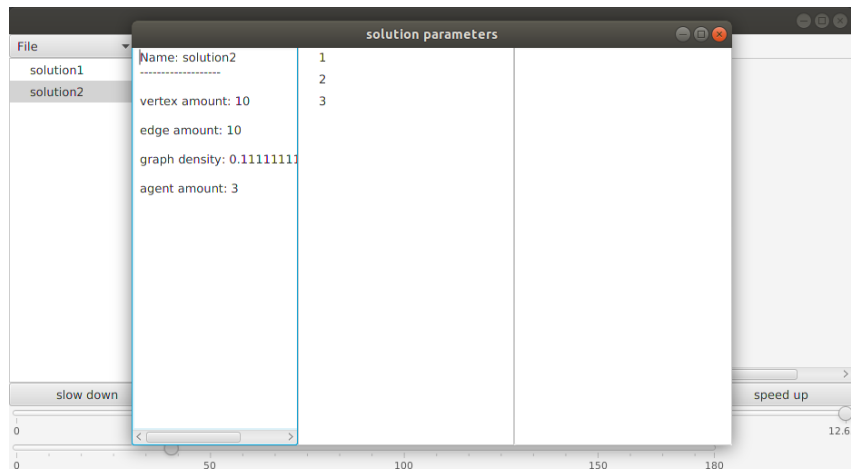 solution parameters
File
solution1
solution2
Name: solution2
-------------------
vertex amount: 10
edge amount: 10
graph density: 0.11111111
agent amount: 3
1
2
3
slow down
speed up
0
12.6
0
50
100
150
180